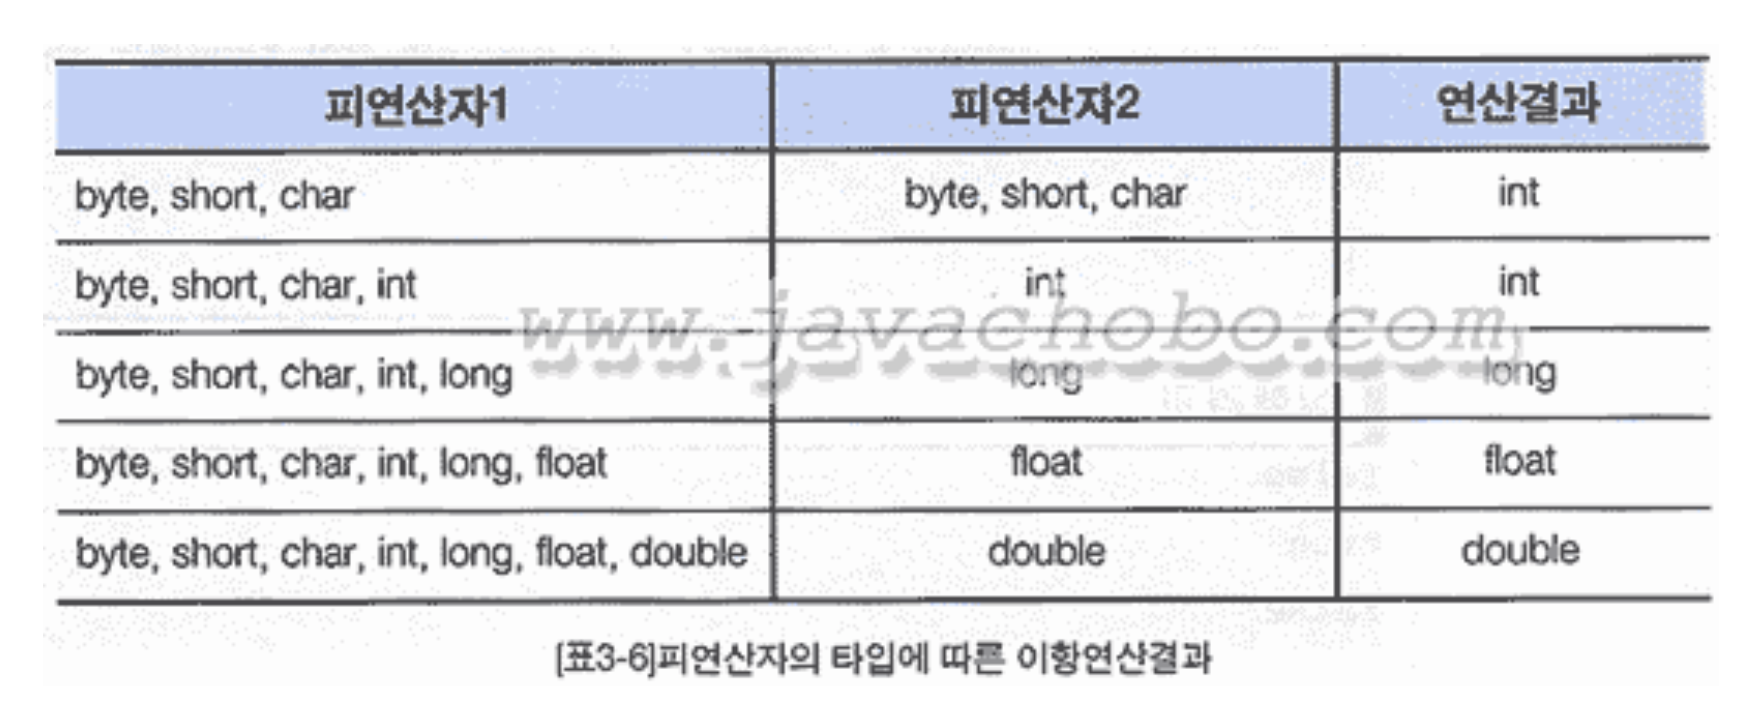 피연산자1 피연산자2 연산결과
byte, short, char byte, short, char int
byte, short, char, int int int
www.javachobo.com
byte, short, char, int, long long long
byte, short, char, int, long, float float float
byte, short, char, int, long, float, double double double
[표3-6]피연산자의 타입에 따른 이항연산결과